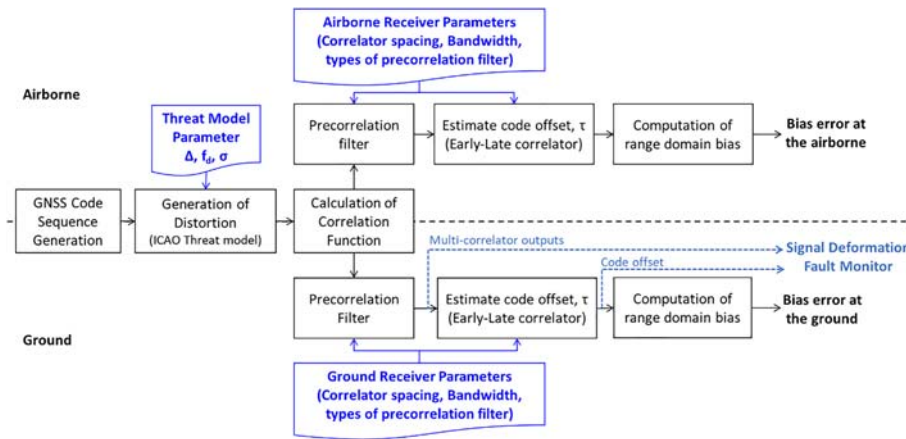 Airborne Receiver Parameters
(Correlator spacing, Bandwidth,
types of precorrelation filter)
Airborne
Threat Model
Parameter
Δ, fd, σ
Precorrelation
filter
Estimate code offset, τ
(Early-Late correlator)
Computation of
range domain bias
Bias error at
the airborne
GNSS Code
Sequence
Generation
Generation of
Distortion
(ICAO Threat model)
Calculation of
Correlation
Function
Multi-correlator outputs
Signal Deformation
Fault Monitor
Code offset
Precorrelation
Filter
Estimate code offset, τ
(Early-Late correlator)
Computation of
range domain bias
Bias error at
the ground
Ground
Ground Receiver Parameters
(Correlator spacing, Bandwidth,
types of precorrelation filter)